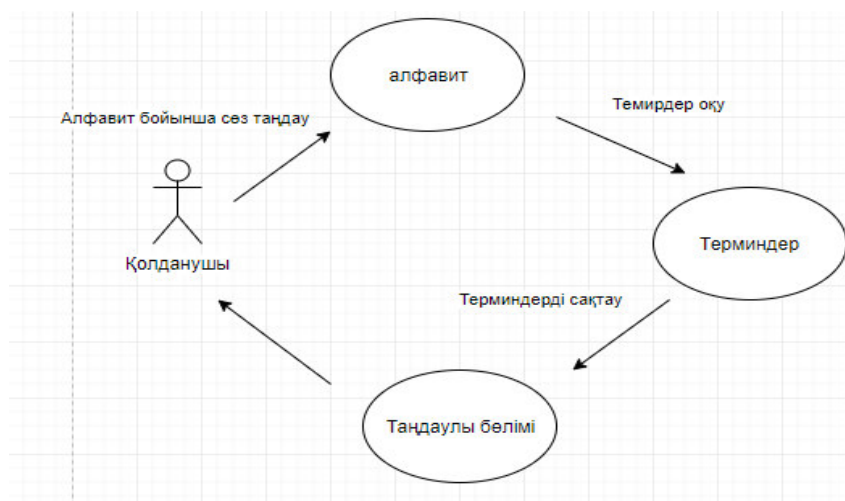 алфавит
Темирдер оқу
Алфавит бойынша сөз таңдау
Қолданушы
Терминдер
Терминдерді сақтау
Таңдаулы бөлімі